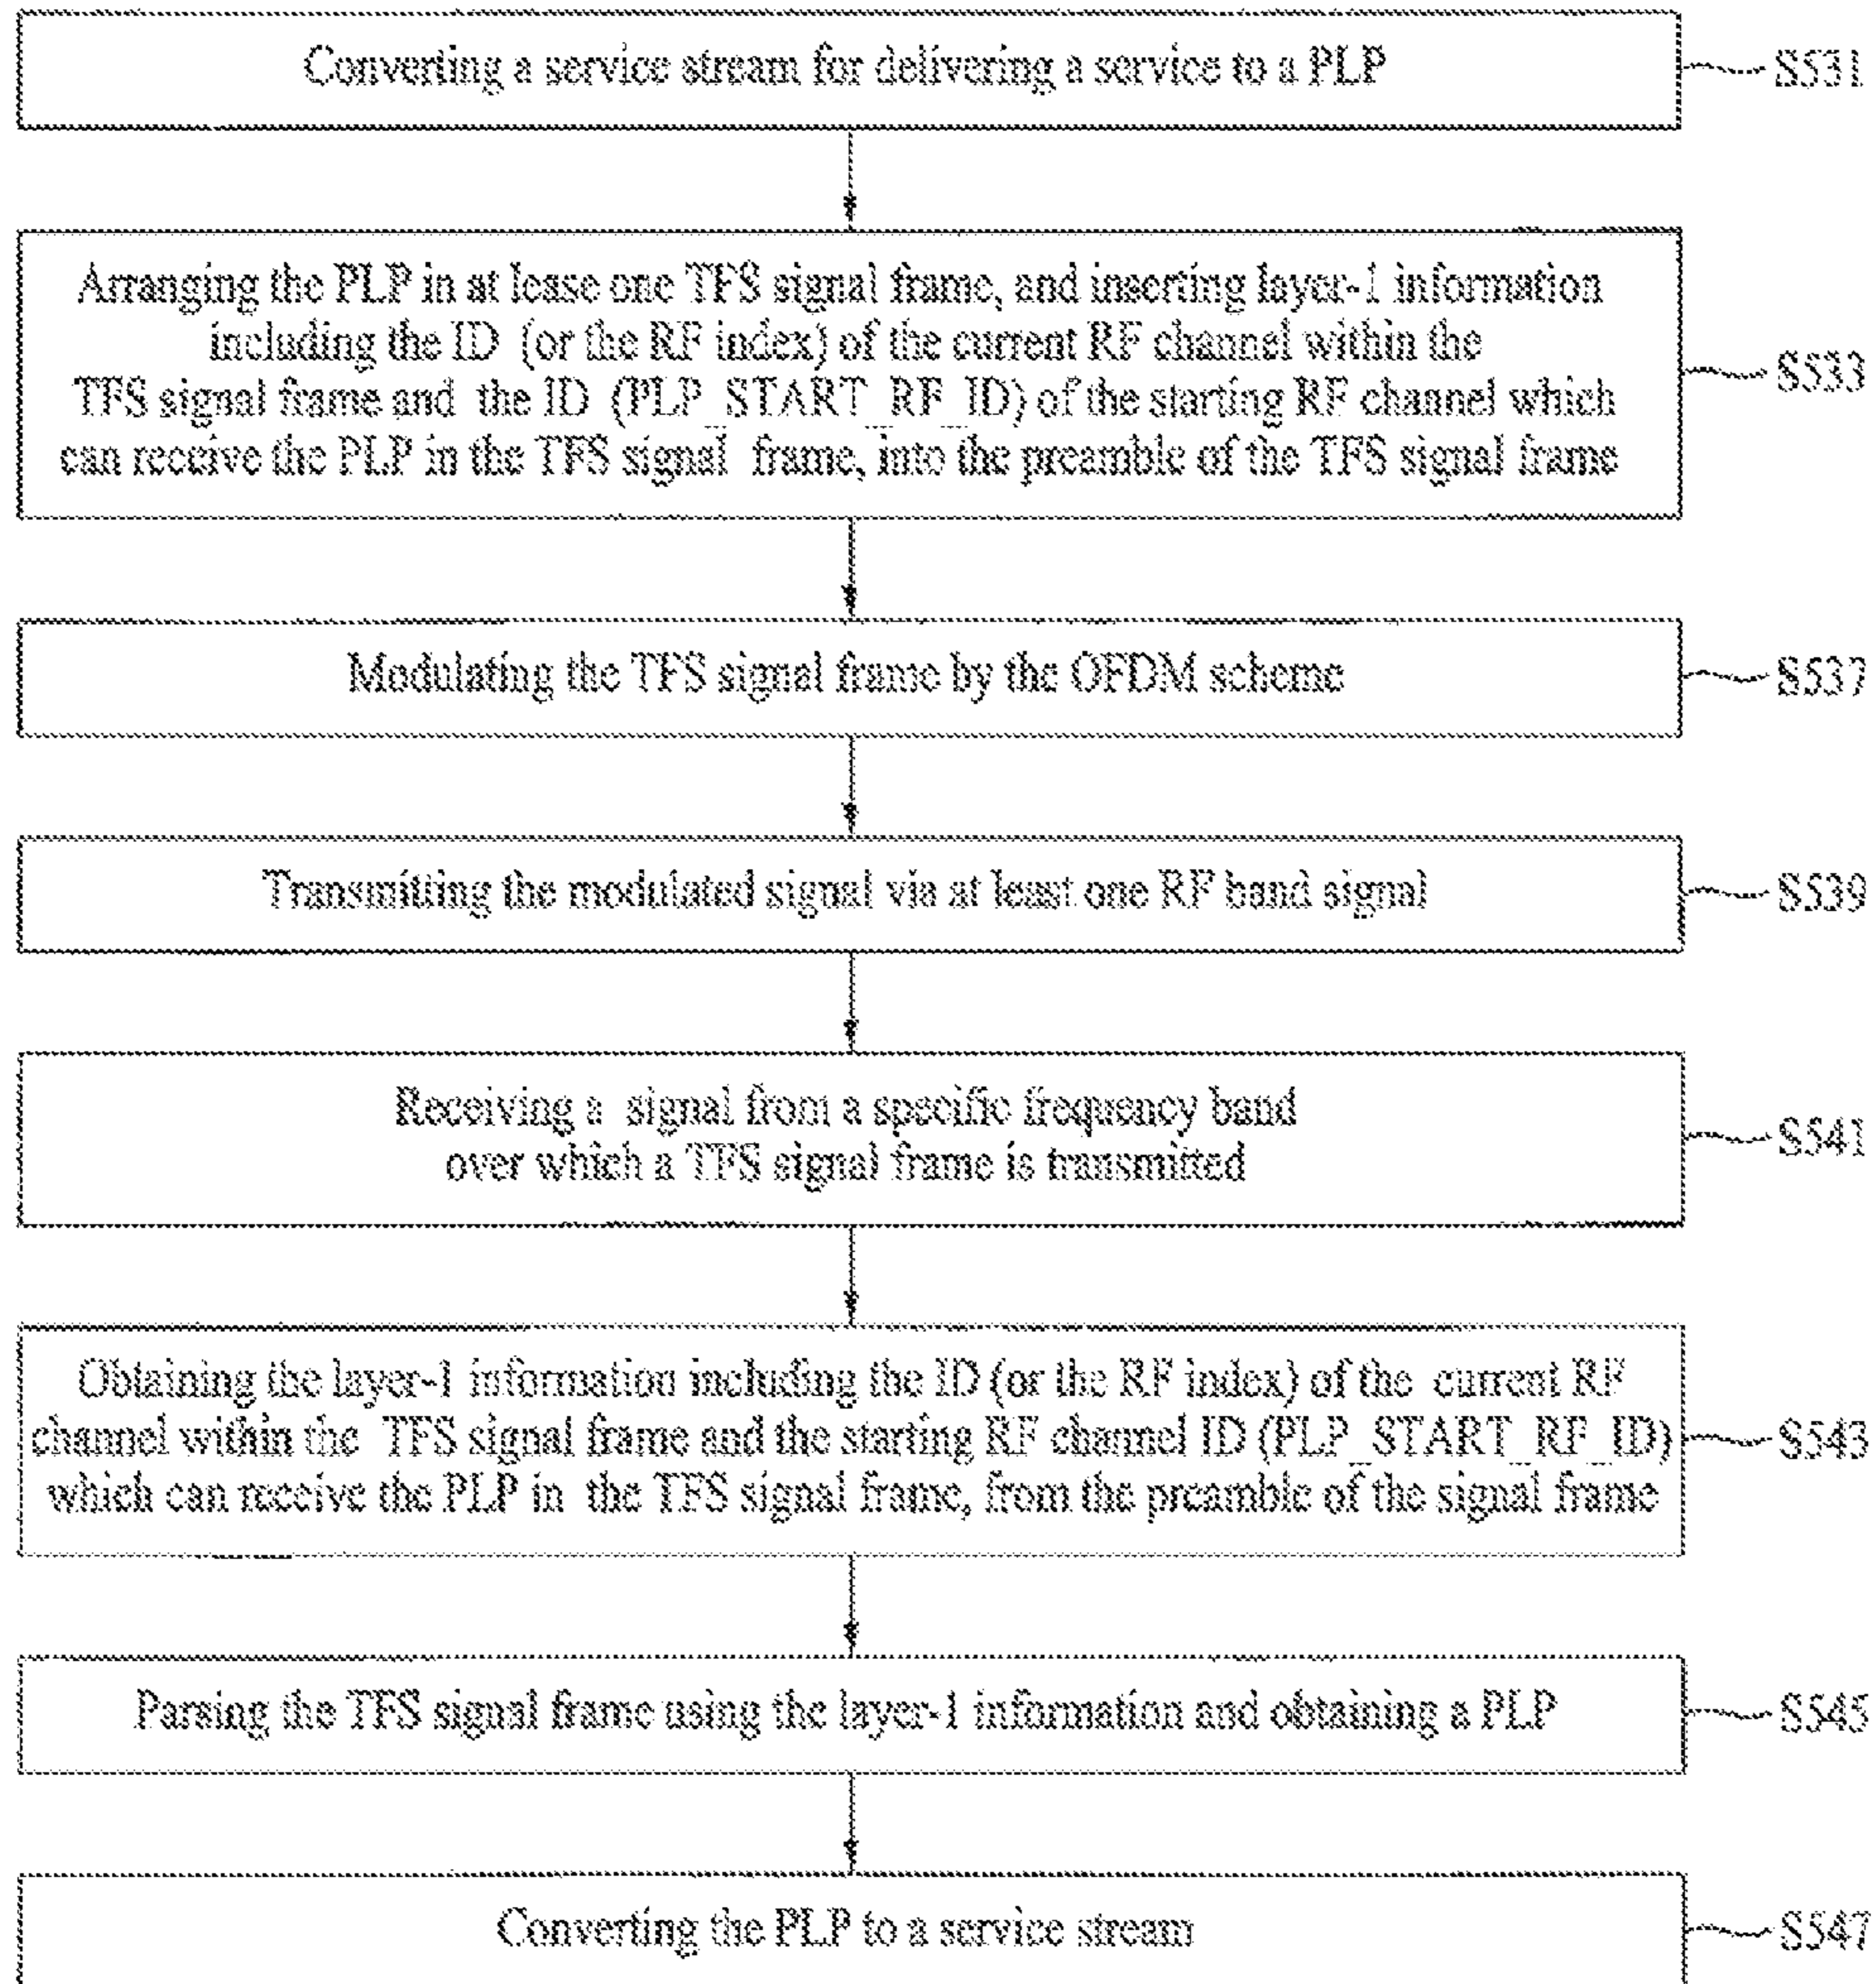 Converting a service stream for delivering a service to a PLP
S531
Arranging the PLP in at lease one TFS signal frame, and inserting layer-1 information
including the ID (or the RF index) of the current RF channel within the
TFS signal frame and the ID (PLP_START_RF_ID) of the starting RF channel which
can receive the PLP in the TFS signal frame, into the preamble of the TFS signal frame
S533
Modulating the TFS signal frame by the OFDM scheme
S537
Transmitting the modulated signal via at least one RF band signal
S539
Receiving a signal from a specific frequency band
over which a TFS signal frame is transmitted
S541
Obtaining the layer-1 information including the ID (or the RF index) of the current RF
channel within the TFS signal frame and the starting RF channel ID (PLP_START_RF_ID)
which can receive the PLP in the TFS signal frame, from the preamble of the signal frame
S543
Parsing the TFS signal frame using the layer-1 information and obtaining a PLP
S545
Converting the PLP to a service stream
S547